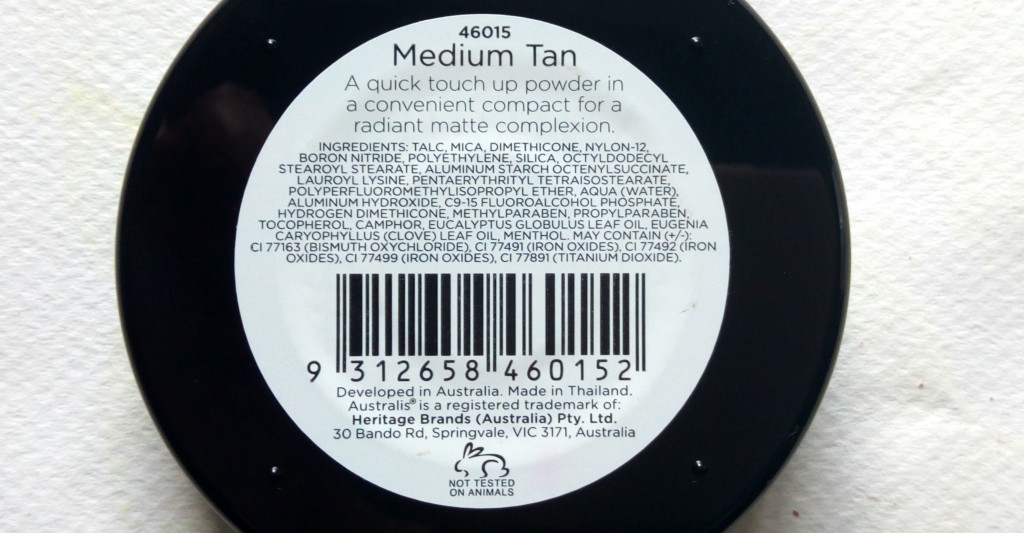 46015
Medium Tan
A quick touch up powder in
a convenient compact for a
radiant matte complexion.
INGREDIENTS: TALC, MICA, DIMETHICONE, NYLON-12,
BORON NITRIDE, POLYETHYLENE, SILICA, OCTYLDODECYL
STEAROYL STEARATE, ALUMINUM STARCH OCTENYLSUCCINATE,
LAUROYL LYSINE, PENTAERYTHRITYL TETRAISOSTEARATE,
POLYPERFLUOROMETHYLISOPROPYL ETHER, AQUA (WATER),
ALUMINUM HYDROXIDE, C9-15 FLUOROALCOHOL PHOSPHATE,
HYDROGEN DIMETHICONE, METHYLPARABEN, PROPYLPARABEN,
TOCOPHEROL, CAMPHOR, EUCALYPTUS GLOBULUS LEAF OIL, EUGENIA
CARYOPHYLLUS (CLOVE) LEAF OIL, MENTHOL. MAY CONTAIN (+/-):
CI 77163 (BISMUTH OXYCHLORIDE), CI 77491 (IRON OXIDES), CI 77492 (IRON
OXIDES), CI 77499 (IRON OXIDES), CI 77891 (TITANIUM DIOXIDE).
9 312658 460152
Developed in Australia. Made in Thailand.
Australis® is a registered trademark of:
Heritage Brands (Australia) Pty. Ltd.
30 Bando Rd, Springvale, VIC 3171, Australia
NOT TESTED
ON ANIMALS